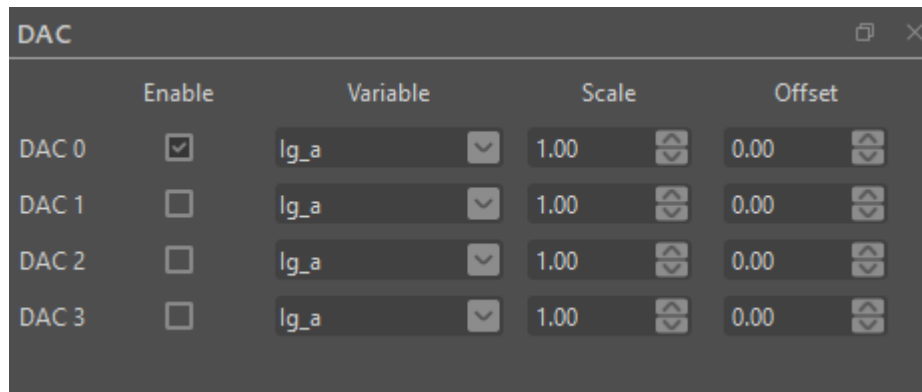 DAC
Enable Variable Scale Offset
DAC 0 Ig_a 1.00 0.00
DAC 1 Ig_a 1.00 0.00
DAC 2 Ig_a 1.00 0.00
DAC 3 Ig_a 1.00 0.00